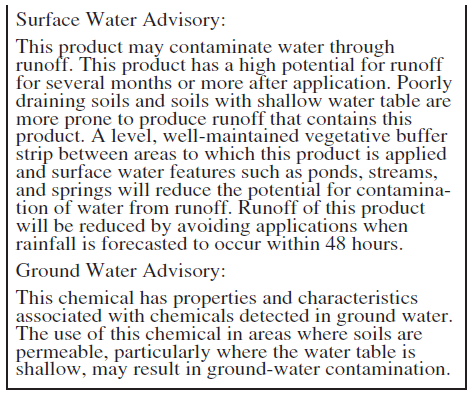 Surface Water Advisory:
This product may contaminate water through
runoff. This product has a high potential for runoff
for several months or more after application. Poorly
draining soils and soils with shallow water table are
more prone to produce runoff that contains this
product. A level, well-maintained vegetative buffer
strip between areas to which this product is applied
and surface water features such as ponds, streams,
and springs will reduce the potential for contamina-
tion of water from runoff. Runoff of this product
will be reduced by avoiding applications when
rainfall is forecasted to occur within 48 hours.
Ground Water Advisory:
This chemical has properties and characteristics
associated with chemicals detected in ground water.
The use of this chemical in areas where soils are
permeable, particularly where the water table is
shallow, may result in ground-water contamination.